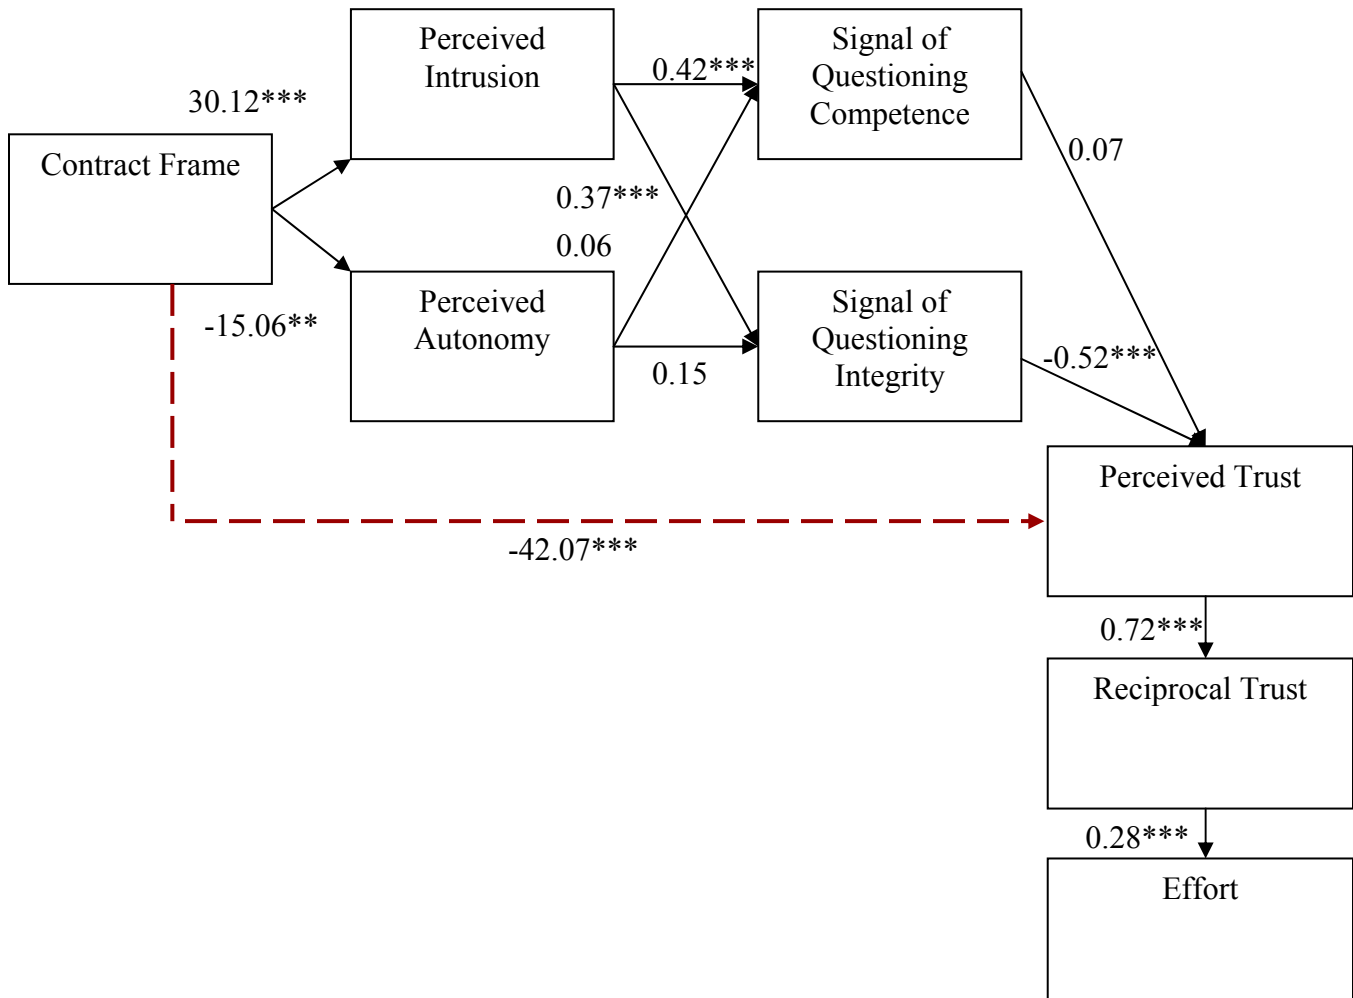 Perceived
Intrusion
Signal of
Questioning
Competence
0.42***
30.12***
Contract Frame
0.07
0.37***
0.06
Perceived
Autonomy
Signal of
Questioning
Integrity
-15.06**
0.15
-0.52***
Perceived Trust
-42.07***
0.72***
Reciprocal Trust
0.28***
Effort